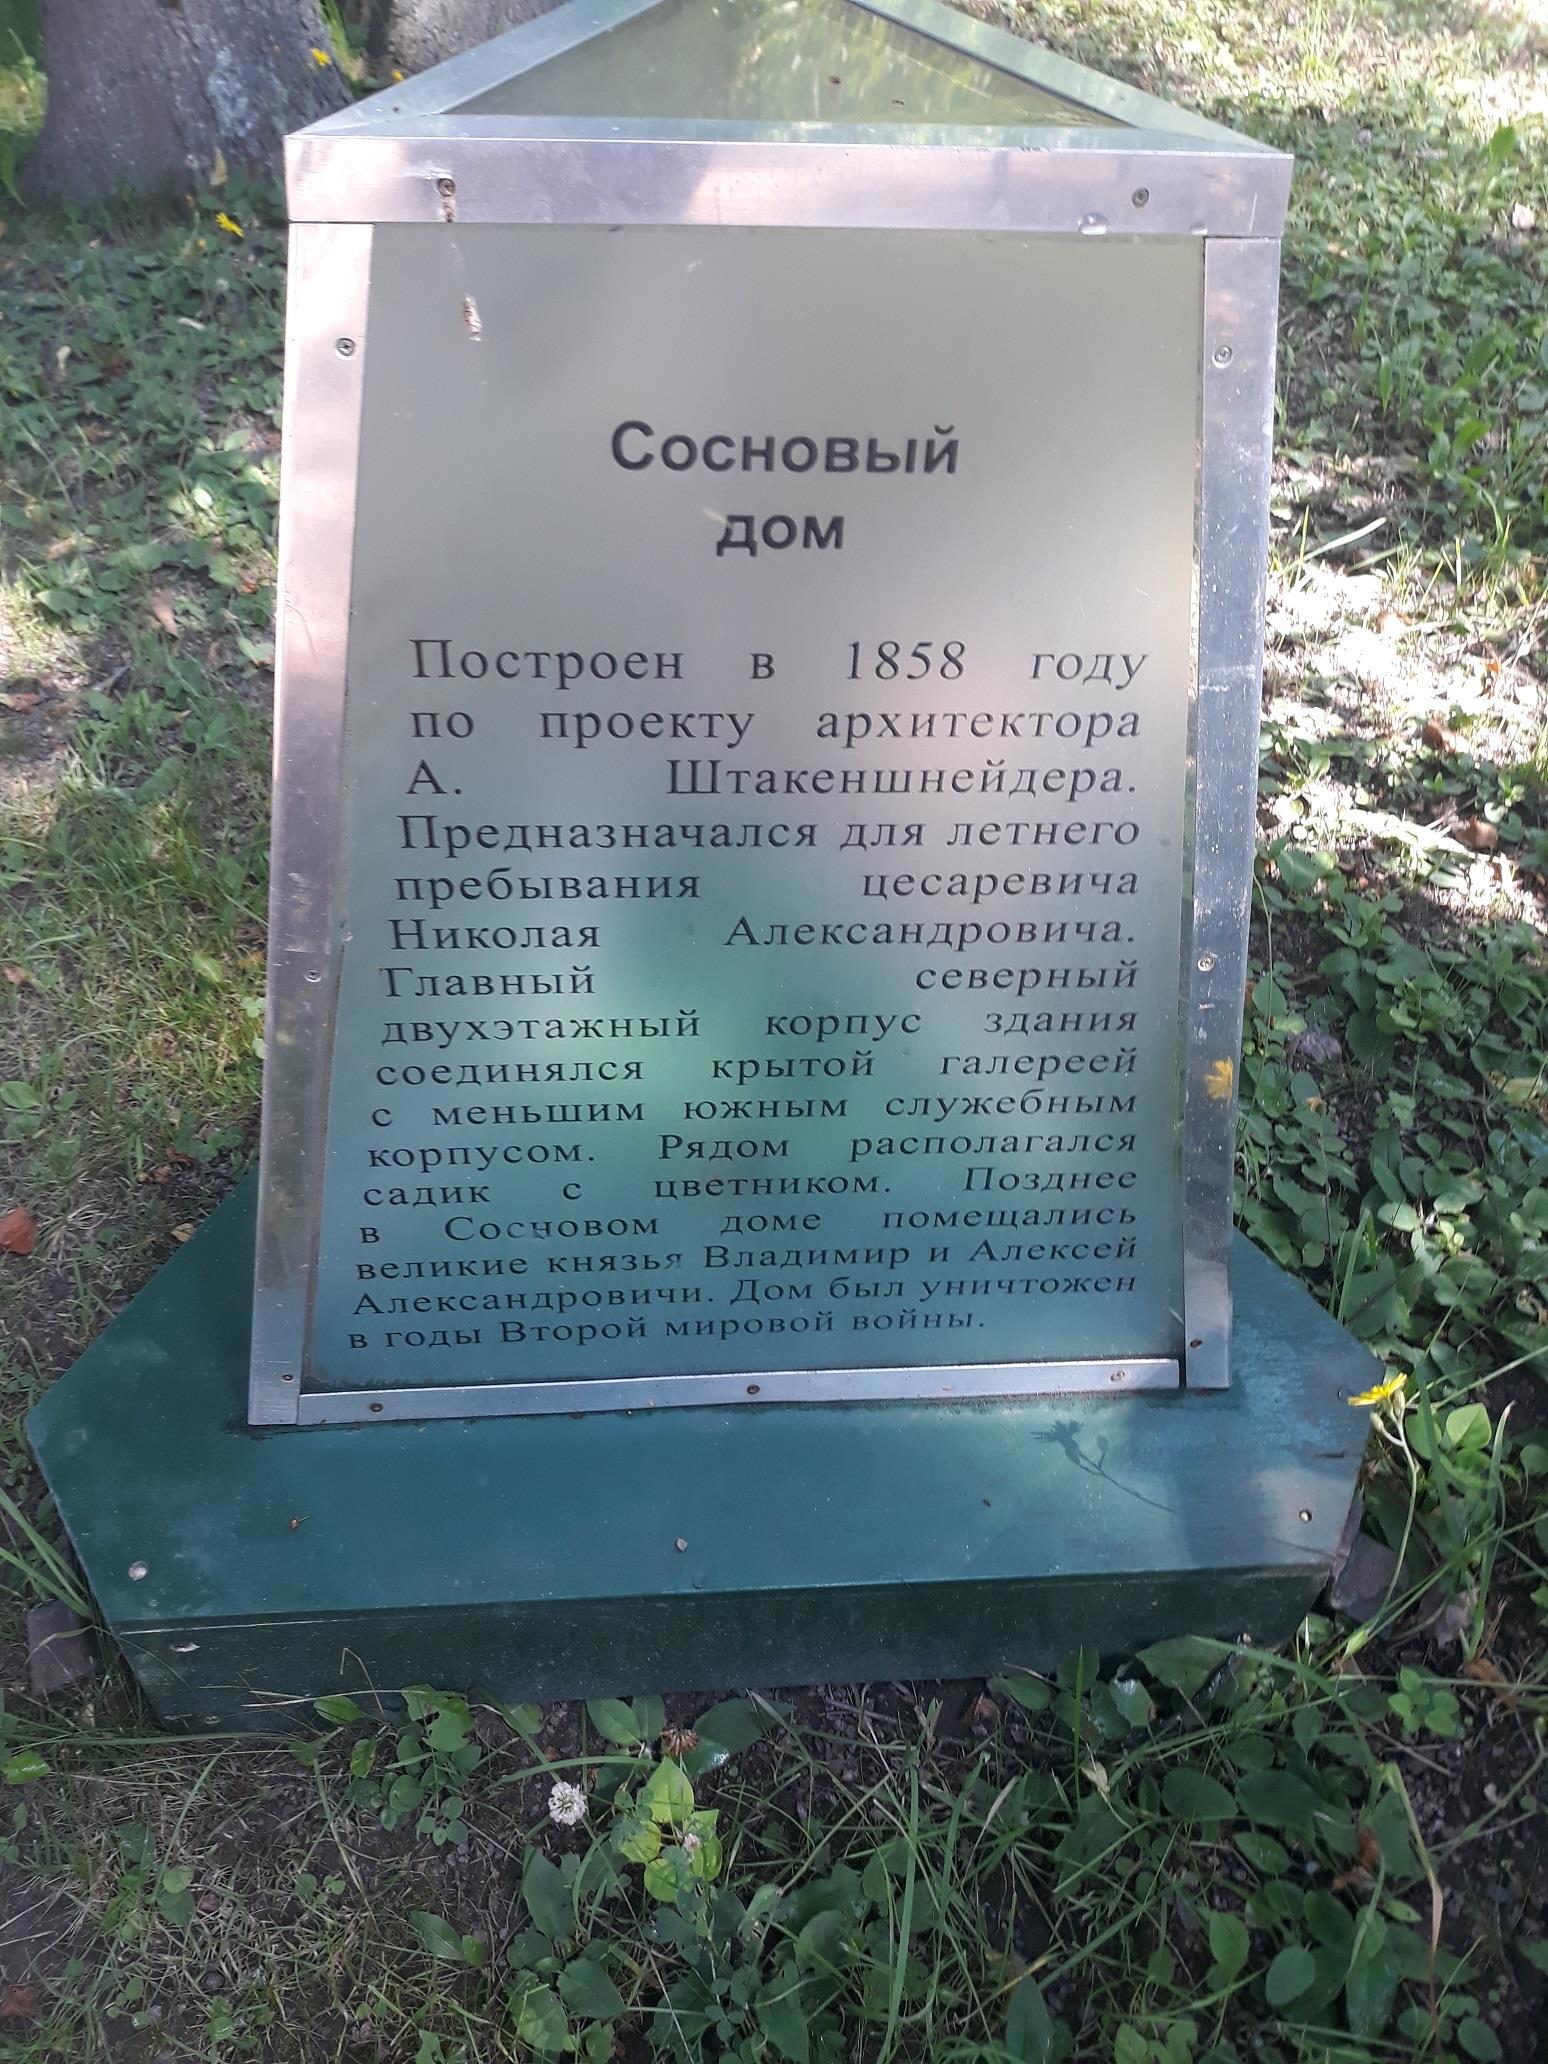 Сосновый
дом
Построен в 1858 году
по проекту архитектора
А. Штакеншнейдера.
Предназначался для летнего
пребывания цесаревича
Николая Александровича.
Главный северный
двухэтажный корпус здания
соединялся крытой галереей
с меньшим южным служебным
корпусом. Рядом располагался
садик с цветником. Позднее
в Сосновом доме помещались
великие князья Владимир и Алексей
Александровичи. Дом был уничтожен
в годы Второй мировой войны.